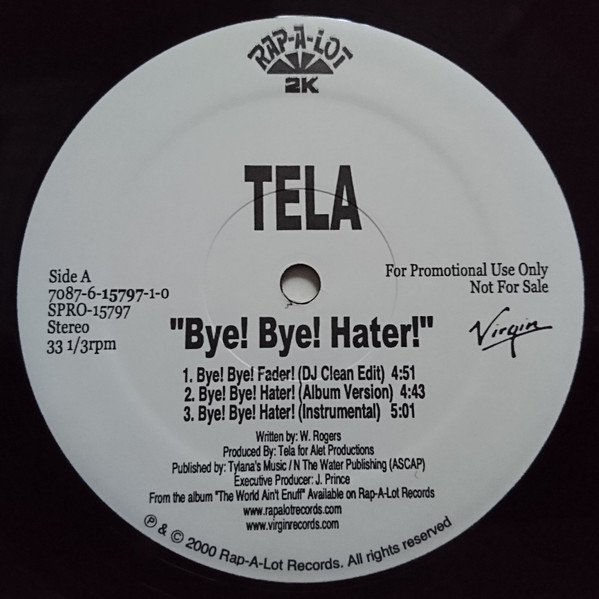 RAP-A-LOT
2K
TELA
Side A
7087-6-15797-1-0
SPRO-15797
Stereo
33 1/3rpm
For Promotional Use Only
Not For Sale
Virgin
"Bye! Bye! Hater!"
1. Bye! Bye! Fader! (DJ Clean Edit) 4:51
2. Bye! Bye! Hater! (Album Version) 4:43
3. Bye! Bye! Hater! (Instrumental) 5:01
Written by: W. Rogers
Produced By: Tela for Alet Productions
Published by: Tylana's Music / N The Water Publishing (ASCAP)
Executive Producer: J. Prince
From the album "The World Ain't Enuff" Available on Rap-A-Lot Records
www.rapalotrecords.com
www.virginrecords.com
℗ & © 2000 Rap-A-Lot Records. All rights reserved